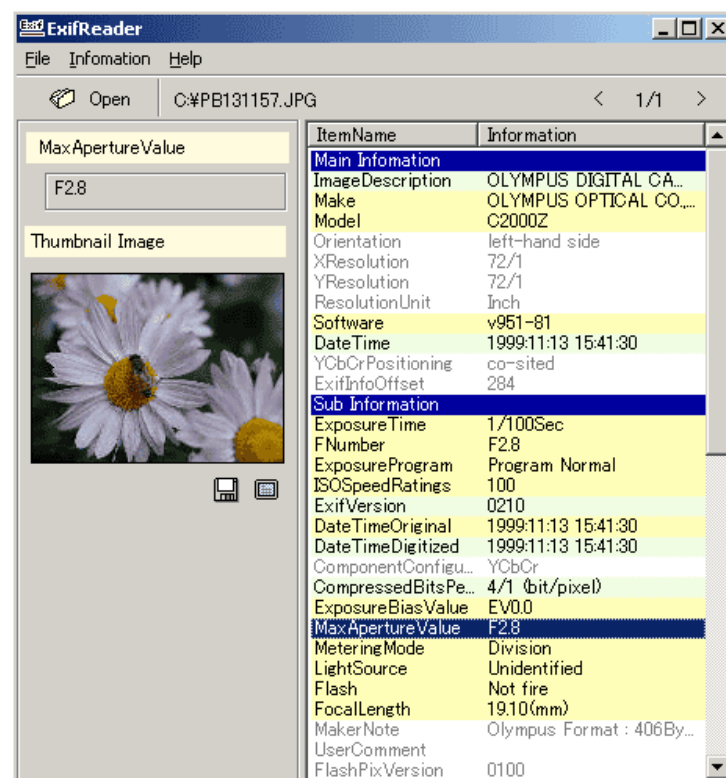 Exif ExifReader
File Infomation Help
Open C:¥PB131157.JPG < 1/1 >
MaxApertureValue
F2.8
Thumbnail Image
ItemName Information
Main Infomation
ImageDescription OLYMPUS DIGITAL CA...
Make OLYMPUS OPTICAL CO.,...
Model C2000Z
Orientation left-hand side
XResolution 72/1
YResolution 72/1
ResolutionUnit Inch
Software v951-81
DateTime 1999:11:13 15:41:30
YCbCrPositioning co-sited
ExifInfoOffset 284
Sub Information
ExposureTime 1/100Sec
FNumber F2.8
ExposureProgram Program Normal
ISOSpeedRatings 100
ExifVersion 0210
DateTimeOriginal 1999:11:13 15:41:30
DateTimeDigitized 1999:11:13 15:41:30
ComponentConfigu... YCbCr
CompressedBitsPe... 4/1 (bit/pixel)
ExposureBiasValue EV0.0
MaxApertureValue F2.8
MeteringMode Division
LightSource Unidentified
Flash Not fire
FocalLength 19.10(mm)
MakerNote Olympus Format : 406By...
UserComment
FlashPixVersion 0100